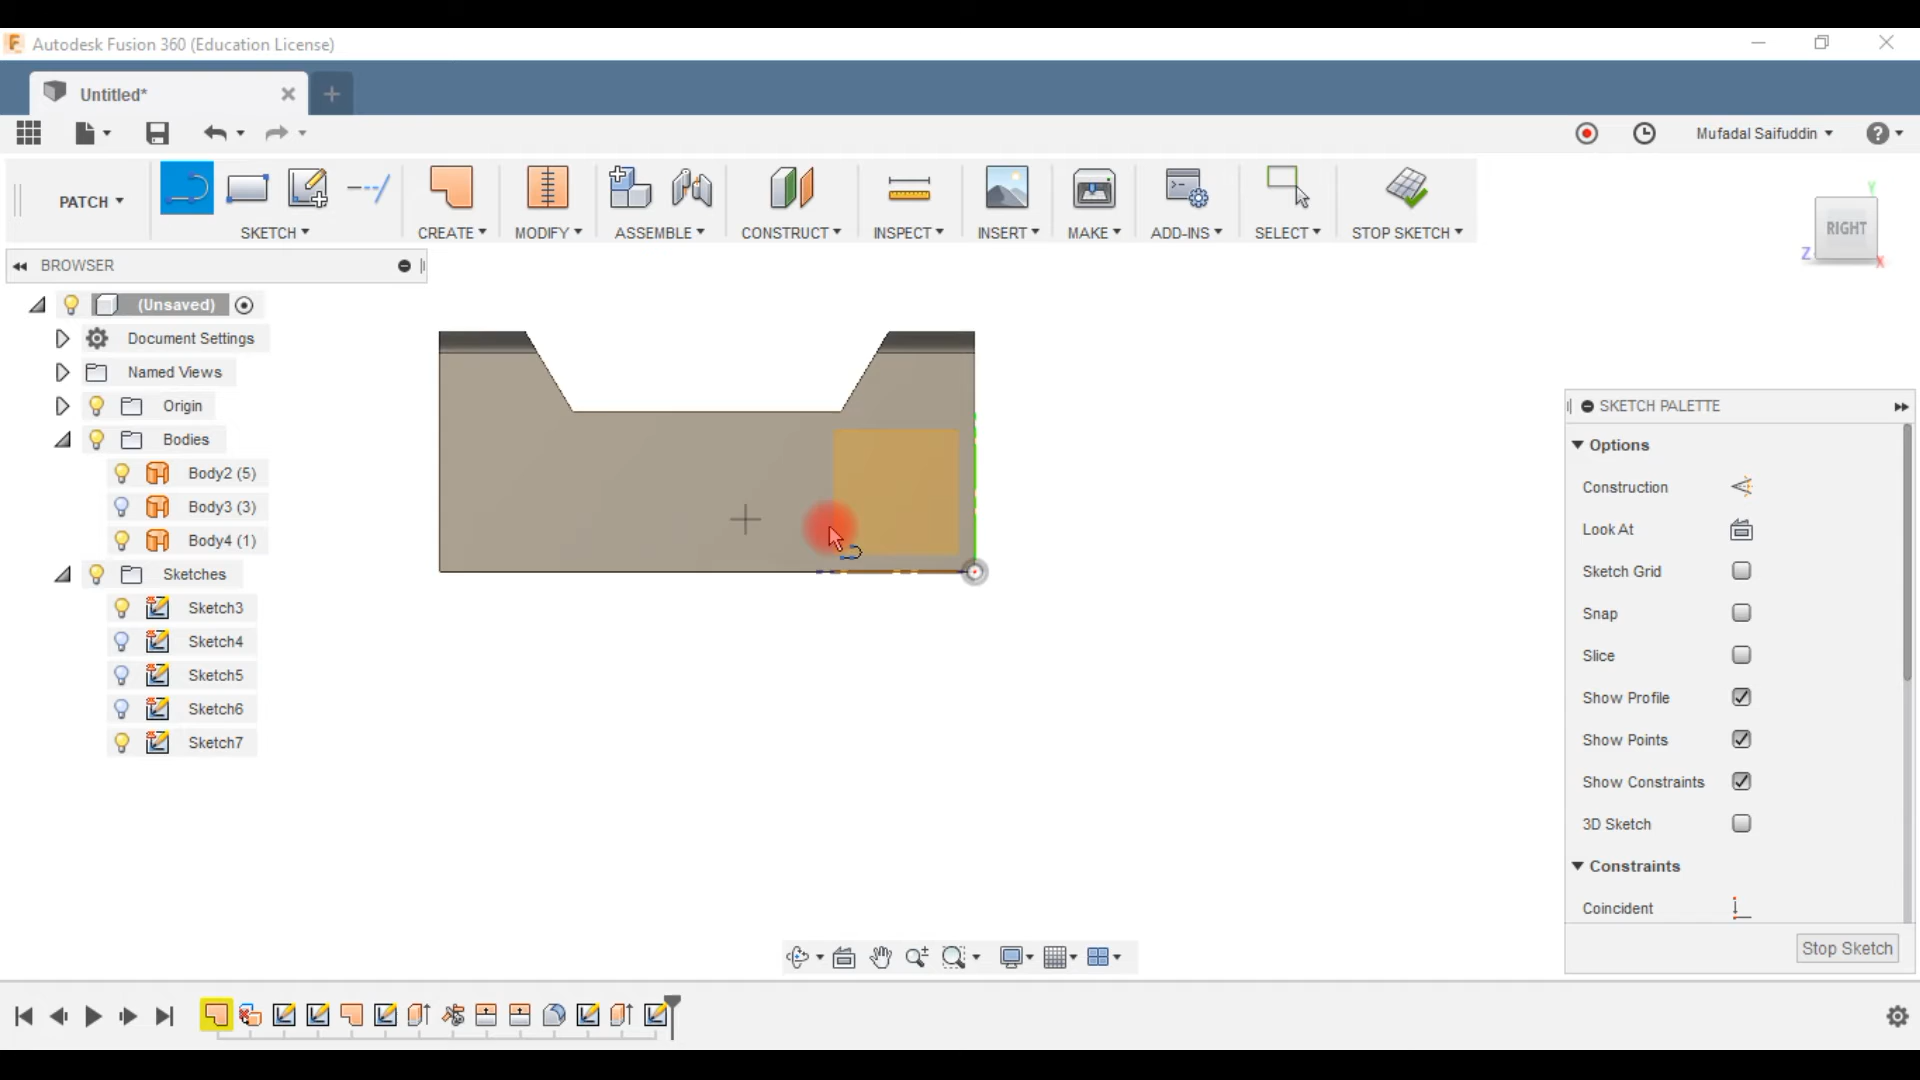 Autodesk Fusion 360 (Education License)
Untitled*
Mufadal Saifuddin
PATCH
SKETCH
CREATE
MODIFY
ASSEMBLE
CONSTRUCT
INSPECT
INSERT
MAKE
ADD-INS
SELECT
STOP SKETCH
Y
RIGHT
Z
X
BROWSER
(Unsaved)
Document Settings
Named Views
Origin
Bodies
Body2 (5)
Body3 (3)
Body4 (1)
Sketches
Sketch3
Sketch4
Sketch5
Sketch6
Sketch7
SKETCH PALETTE
Options
Construction
Look At
Sketch Grid
Snap
Slice
Show Profile
Show Points
Show Constraints
3D Sketch
Constraints
Coincident
Stop Sketch